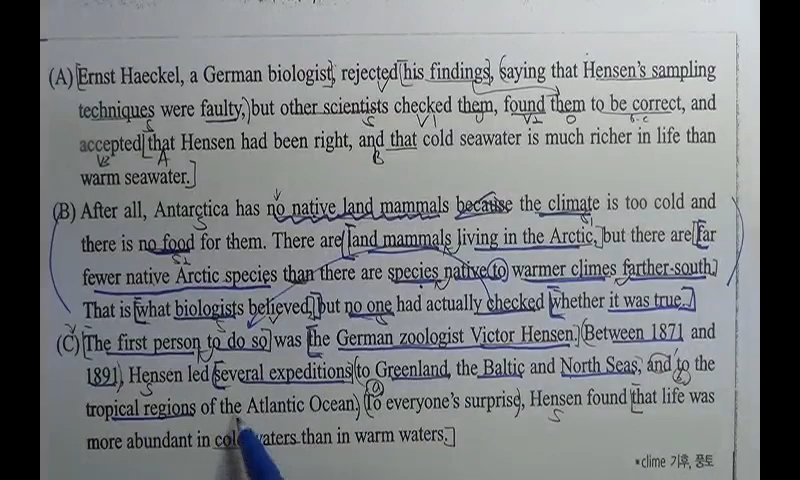 (A) Ernst Haeckel, a German biologist, rejected his findings, saying that Hensen's sampling
techniques were faulty, but other scientists checked them, found them to be correct, and
accepted that Hensen had been right, and that cold seawater is much richer in life than
warm seawater.
(B) After all, Antarctica has no native land mammals because the climate is too cold and
there is no food for them. There are land mammals living in the Arctic, but there are far
fewer native Arctic species than there are species native to warmer climes farther south.
That is what biologists believed, but no one had actually checked whether it was true.
(C) The first person to do so was the German zoologist Victor Hensen. Between 1871 and
1891, Hensen led several expeditions to Greenland, the Baltic and North Seas, and to the
tropical regions of the Atlantic Ocean. To everyone's surprise, Hensen found that life was
more abundant in cold waters than in warm waters.
*clime 기후, 풍토